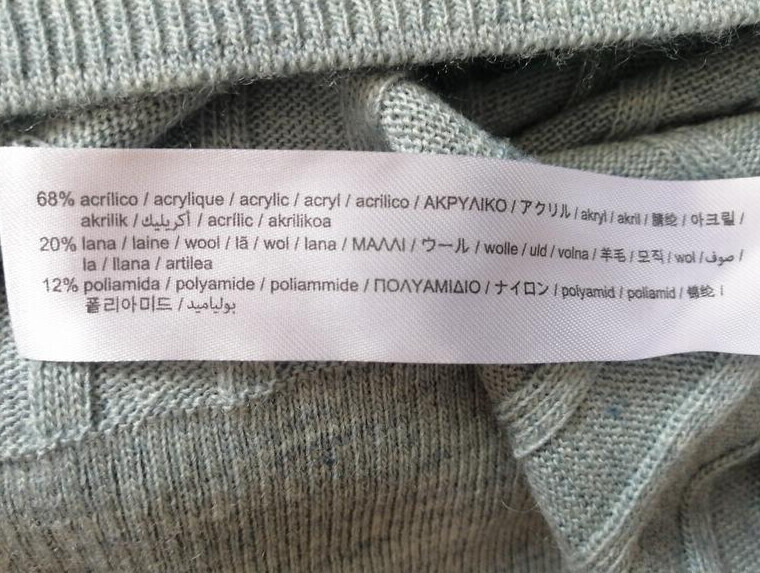 68% acrílico / acrylique / acrylic / acryl / acrilico / ΑΚΡΥΛΙΚΟ / アクリル / akryl / akril / 腈纶 / 아크릴 /
akrilik / أكريليك / acrílic / akrilikoa
20% lana / laine / wool / lã / wol / lana / ΜΑΛΛΙ / ウール / wolle / uld / volna / 羊毛 / 모직 / wol / صوف /
la / llana / artilea
12% poliamida / polyamide / poliammide / ΠΟΛΥΑΜΙΔΙΟ / ナイロン / polyamid / poliamid / 锦纶 /
폴리아미드 / بولياميد